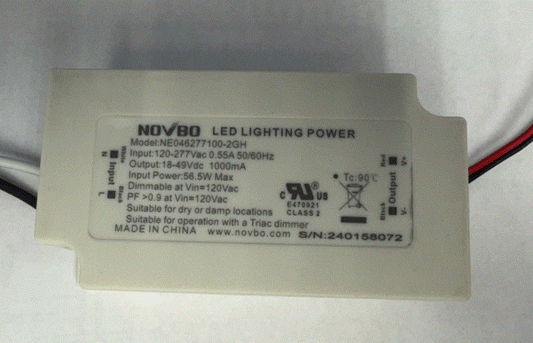 NOVBO LED LIGHTING POWER
Model:NE046277100-2GH
Input:120-277Vac 0.55A 50/60Hz
Output:18-49Vdc 1000mA
Input Power:56.5W Max
Dimmable at Vin=120Vac
PF >0.9 at Vin=120Vac
Suitable for dry or damp locations
Suitable for operation with a Triac dimmer
MADE IN CHINA www.novbo.com S/N:240158072
White
N
Input
L
Black
Tc:90℃
c RU US
E470921
CLASS 2
Red
V+
Output
Black
V-